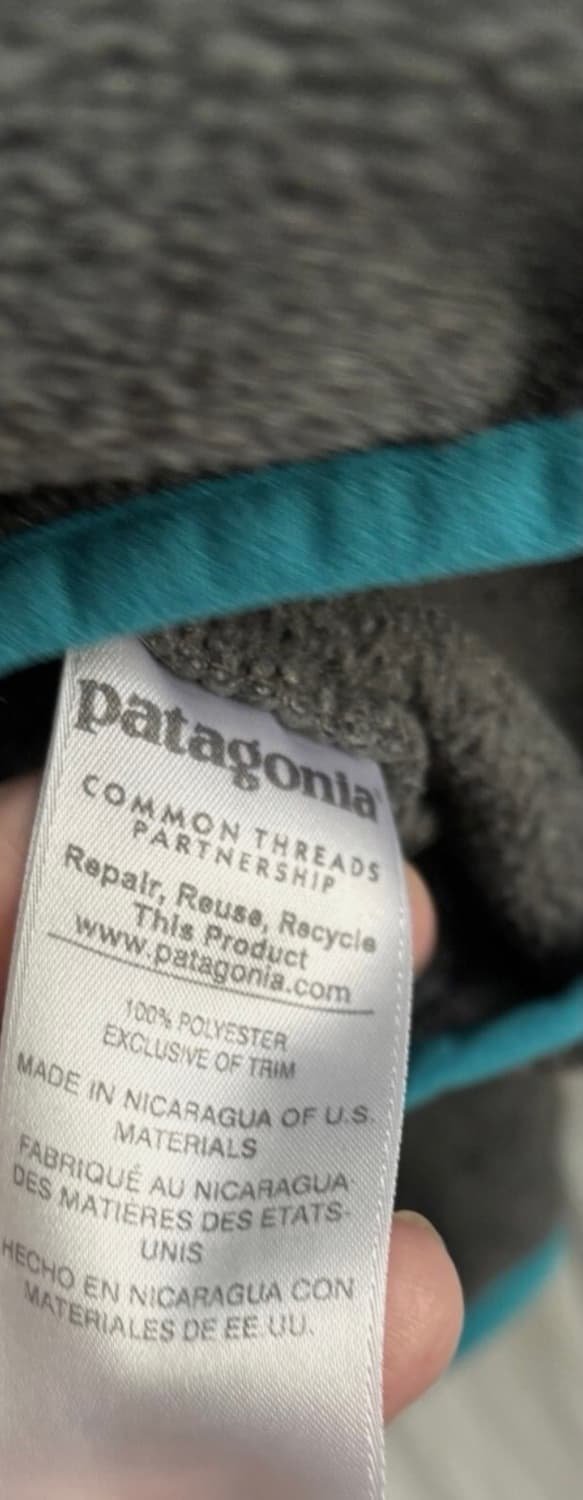 patagonia
COMMON THREADS
PARTNERSHIP
Repair, Reuse, Recycle
This Product
www.patagonia.com
100% POLYESTER
EXCLUSIVE OF TRIM
MADE IN NICARAGUA OF U.S.
MATERIALS
FABRIQUÉ AU NICARAGUA
DES MATIÈRES DES ETATS-
UNIS
HECHO EN NICARAGUA CON
MATERIALES DE EE.UU.